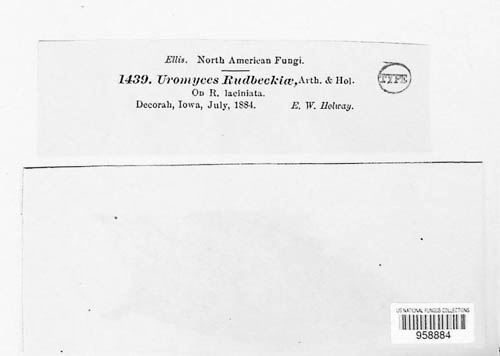 Ellis. North American Fungi.
1439. Uromyces Rudbeckiæ, Arth. & Hol.
On R. laciniata.
Decorah, Iowa, July, 1884. E. W. Holway.
TYPE
US NATIONAL FUNGUS COLLECTIONS
958884